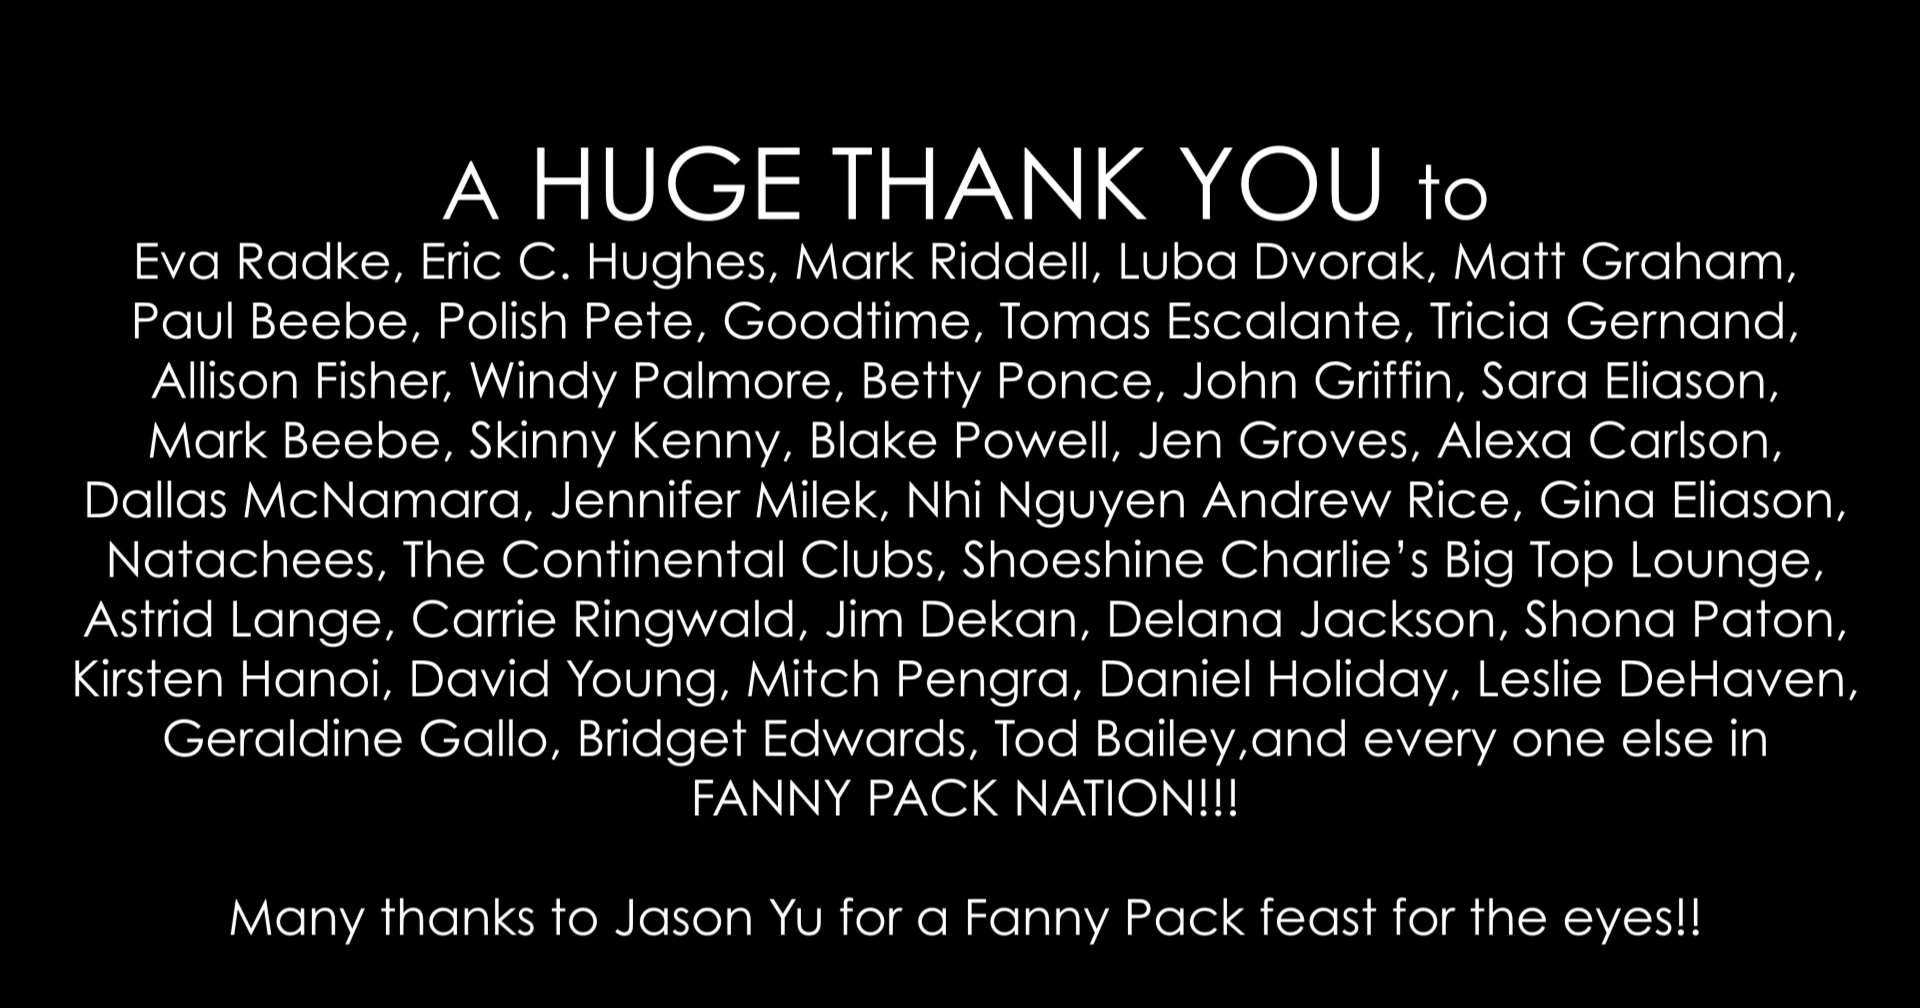 A HUGE THANK YOU to
Eva Radke, Eric C. Hughes, Mark Riddell, Luba Dvorak, Matt Graham,
Paul Beebe, Polish Pete, Goodtime, Tomas Escalante, Tricia Gernand,
Allison Fisher, Windy Palmore, Betty Ponce, John Griffin, Sara Eliason,
Mark Beebe, Skinny Kenny, Blake Powell, Jen Groves, Alexa Carlson,
Dallas McNamara, Jennifer Milek, Nhi Nguyen Andrew Rice, Gina Eliason,
Natachees, The Continental Clubs, Shoeshine Charlie’s Big Top Lounge,
Astrid Lange, Carrie Ringwald, Jim Dekan, Delana Jackson, Shona Paton,
Kirsten Hanoi, David Young, Mitch Pengra, Daniel Holiday, Leslie DeHaven,
Geraldine Gallo, Bridget Edwards, Tod Bailey,and every one else in
FANNY PACK NATION!!!
Many thanks to Jason Yu for a Fanny Pack feast for the eyes!!